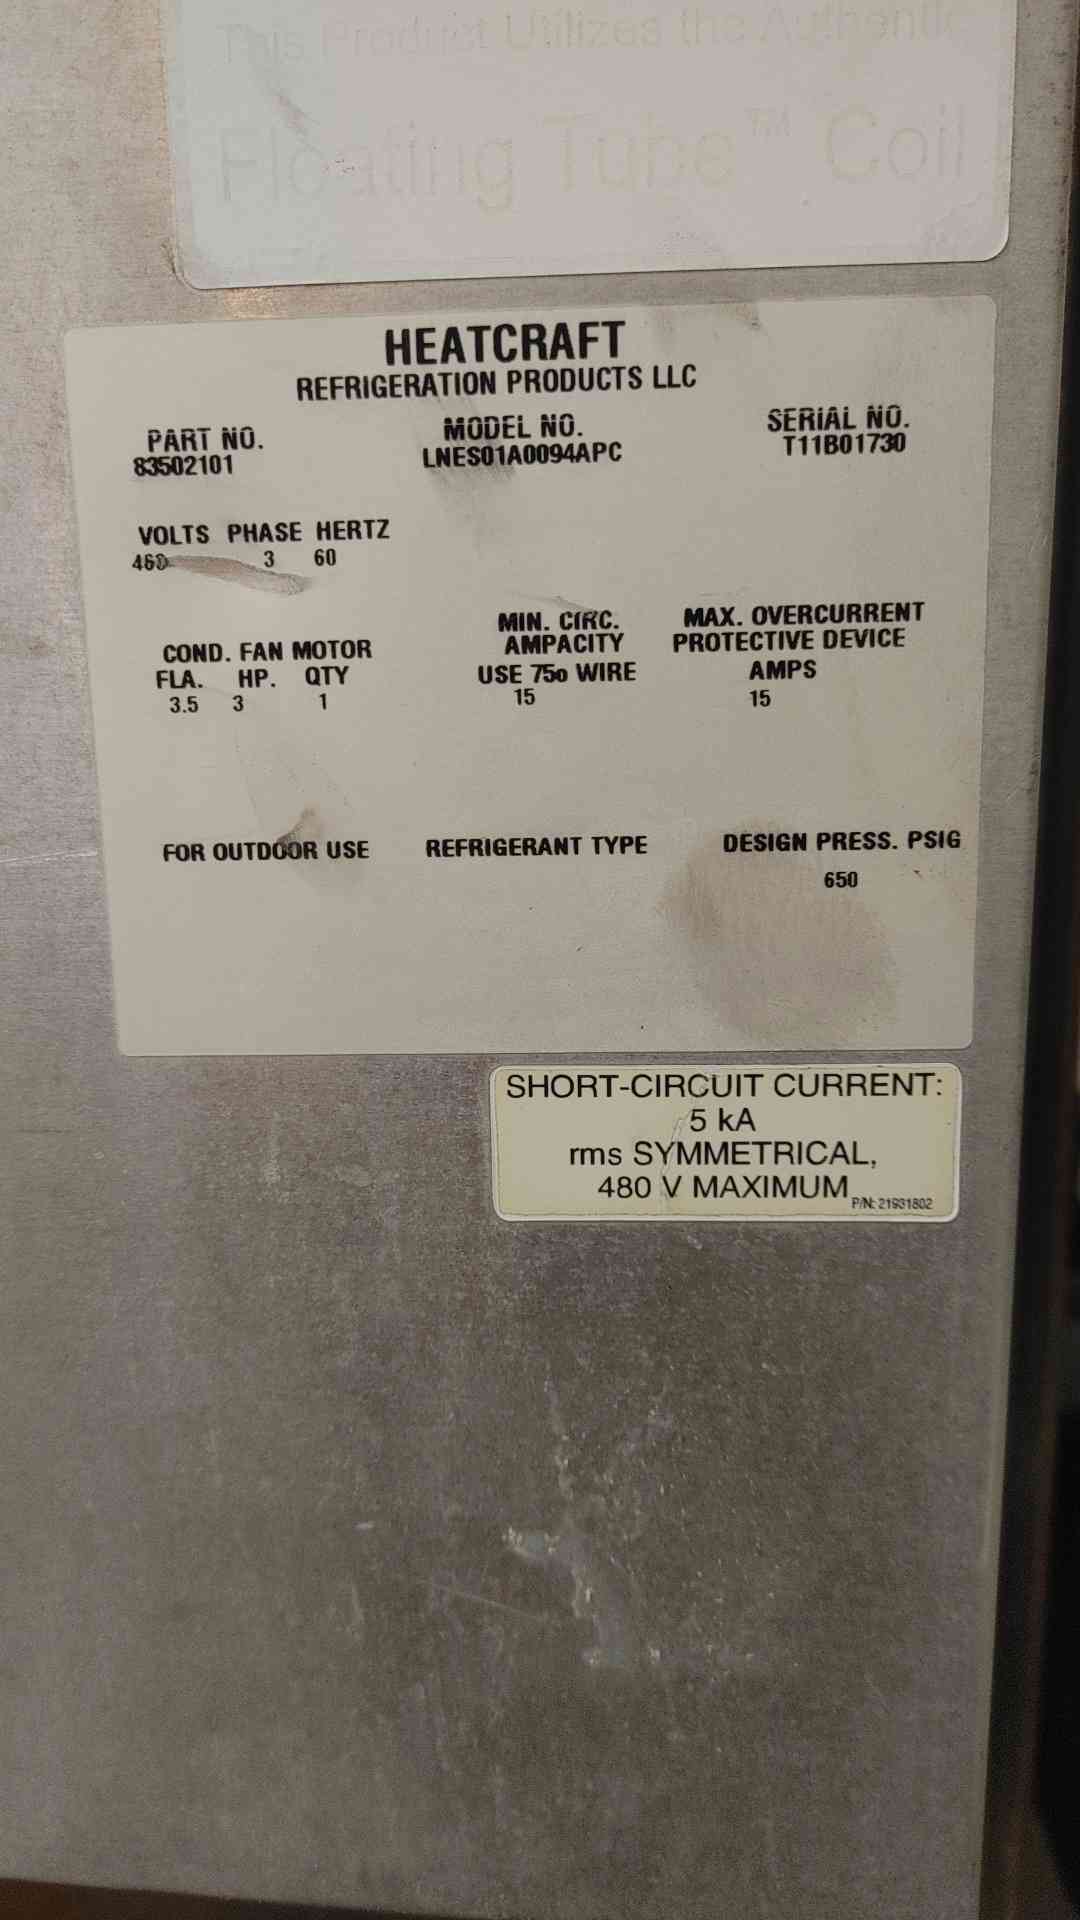 This Product Utilizes the Authentic
Floating Tube™ Coil
HEATCRAFT
REFRIGERATION PRODUCTS LLC
PART NO. MODEL NO. SERIAL NO.
83502101 LNES01A0094APC T11B01730
VOLTS PHASE HERTZ
460 3 60
COND. FAN MOTOR MIN. CIRC. MAX. OVERCURRENT
AMPACITY PROTECTIVE DEVICE
FLA. HP. QTY USE 75o WIRE AMPS
3.5 3 1 15 15
FOR OUTDOOR USE REFRIGERANT TYPE DESIGN PRESS. PSIG
650
SHORT-CIRCUIT CURRENT:
5 kA
rms SYMMETRICAL,
480 V MAXIMUM
P/N: 21931802